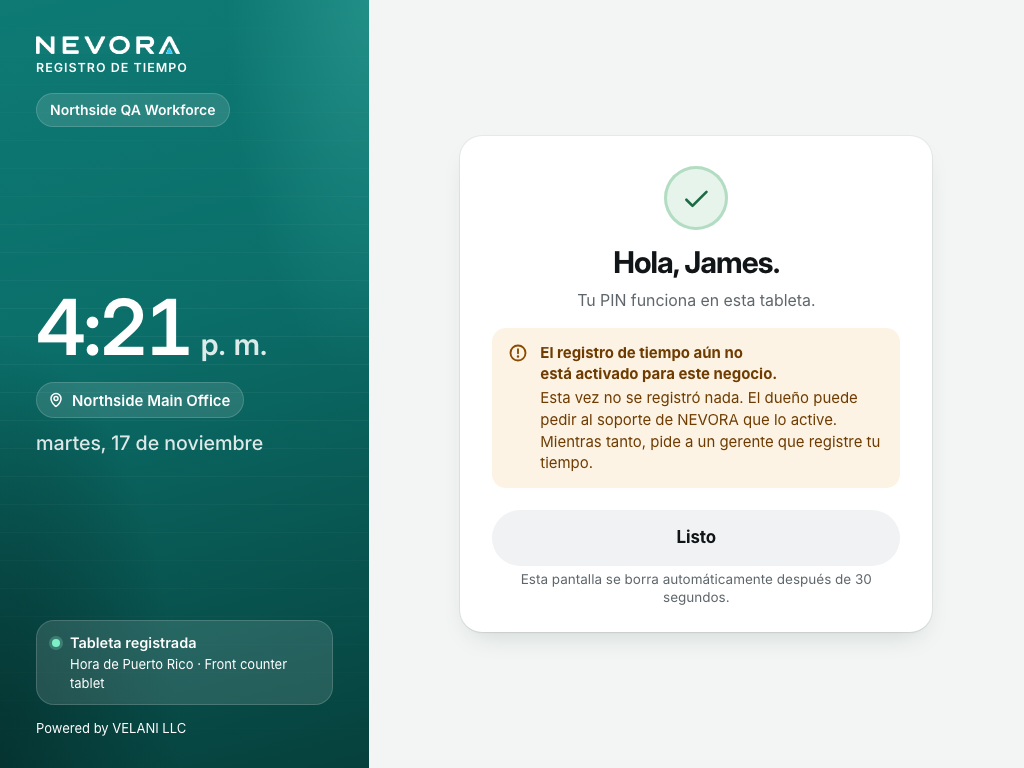 NEVORA
REGISTRO DE TIEMPO
Northside QA Workforce
4:21 p. m.
Northside Main Office
martes, 17 de noviembre
Tableta registrada
Hora de Puerto Rico · Front counter
tablet
Powered by VELANI LLC
Hola, James.
Tu PIN funciona en esta tableta.
El registro de tiempo aún no
está activado para este negocio.
Esta vez no se registró nada. El dueño puede
pedir al soporte de NEVORA que lo active.
Mientras tanto, pide a un gerente que registre tu
tiempo.
Listo
Esta pantalla se borra automáticamente después de 30
segundos.